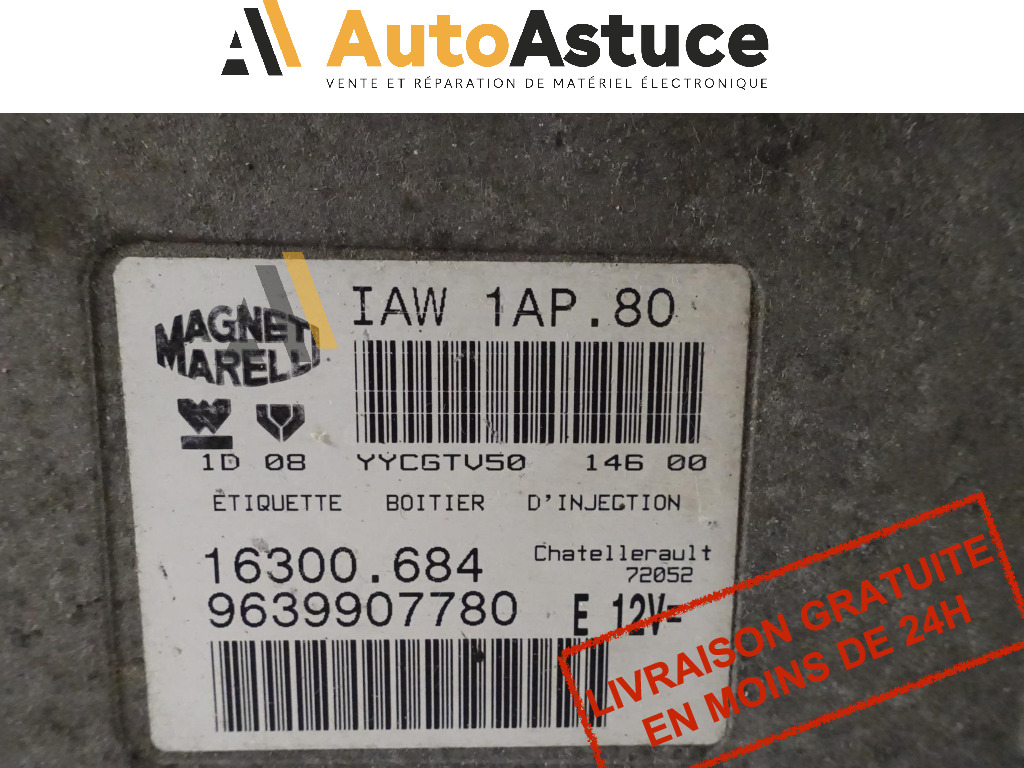 AutoAstuce
VENTE ET RÉPARATION DE MATÉRIEL ÉLECTRONIQUE
IAW 1AP.80
MAGNETI
MARELLI
1D 08 YYCGTV50 146 00
ETIQUETTE BOITIER D'INJECTION
16300.684 Chatellerault
72052
9639907780 E 12V=
LIVRAISON GRATUITE
EN MOINS DE 24H